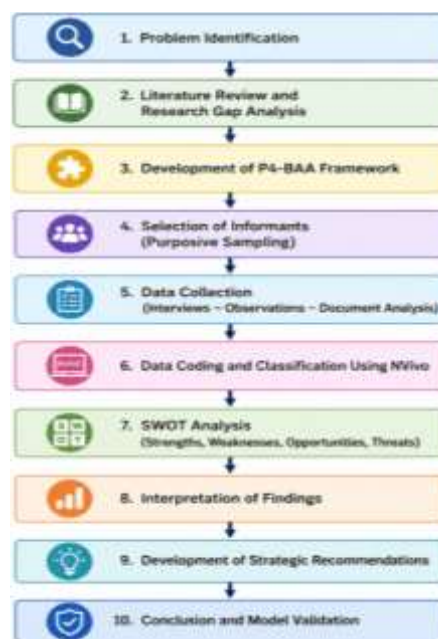 1. Problem Identification
2. Literature Review and
Research Gap Analysis
3. Development of P4-BAA Framework
4. Selection of Informants
(Purposive Sampling)
5. Data Collection
(Interviews – Observations – Document Analysis)
6. Data Coding and Classification Using NVivo
7. SWOT Analysis
(Strengths, Weaknesses, Opportunities, Threats)
8. Interpretation of Findings
9. Development of Strategic Recommendations
10. Conclusion and Model Validation